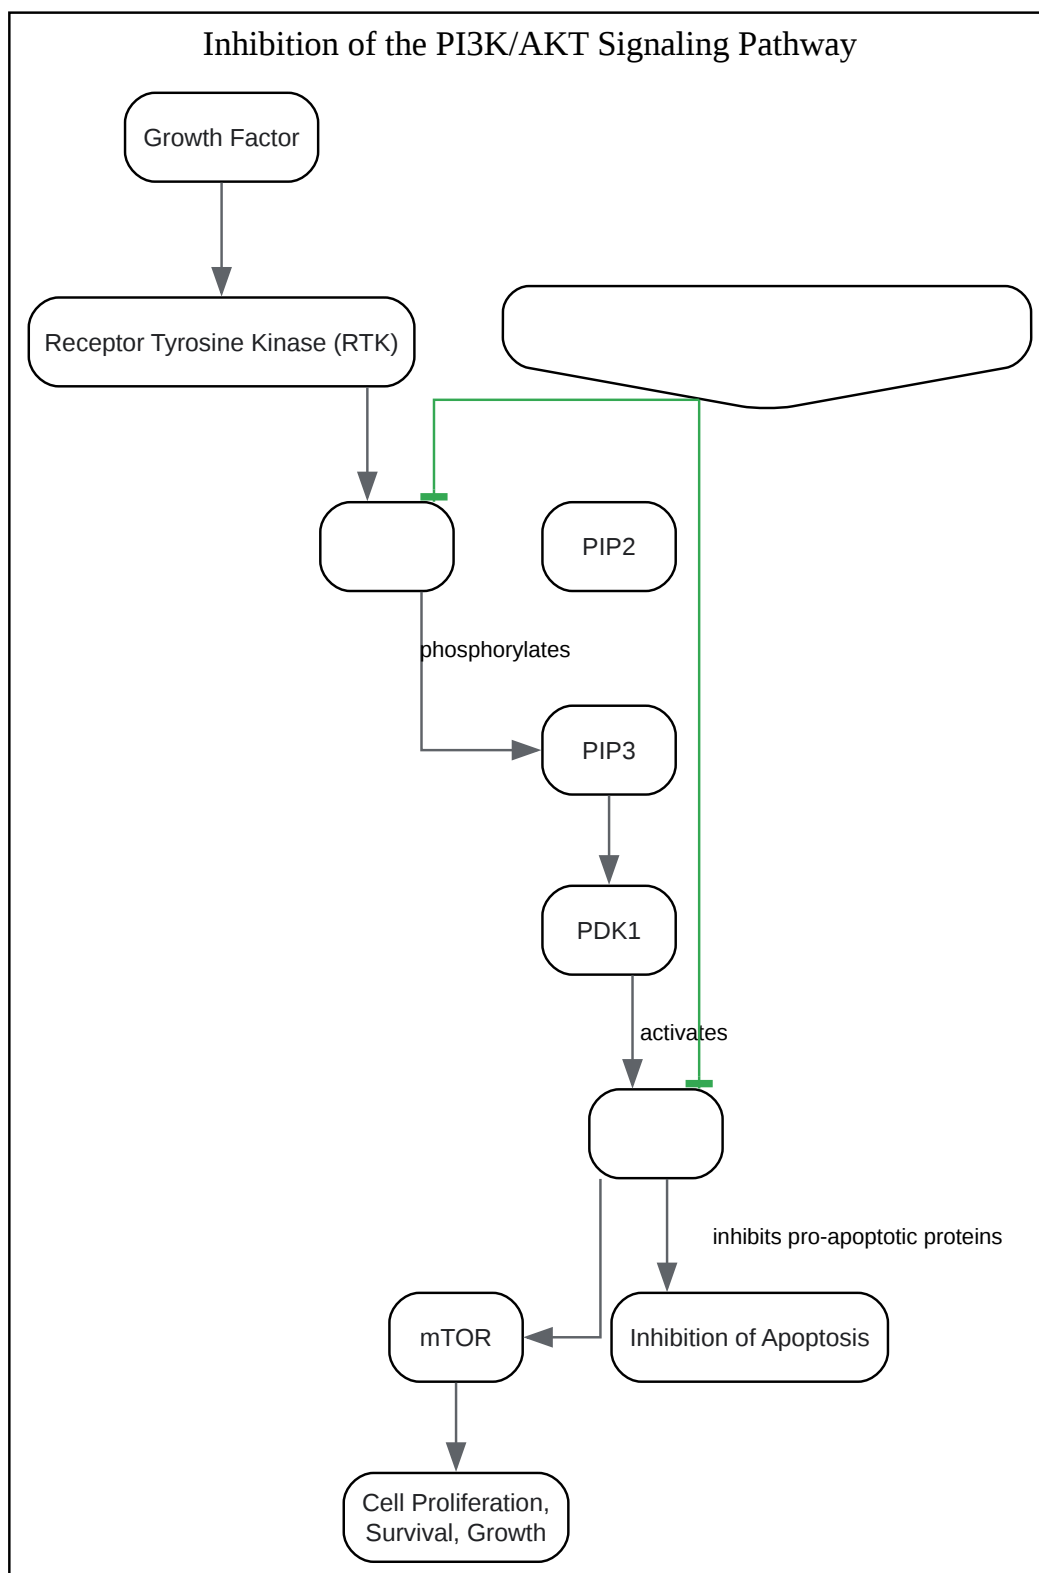 Inhibition of the PI3K/AKT Signaling Pathway
Growth Factor
Receptor Tyrosine Kinase (RTK)
PIP2
phosphorylates
PIP3
PDK1
activates
inhibits pro-apoptotic proteins
mTOR
Inhibition of Apoptosis
Cell Proliferation,
Survival, Growth